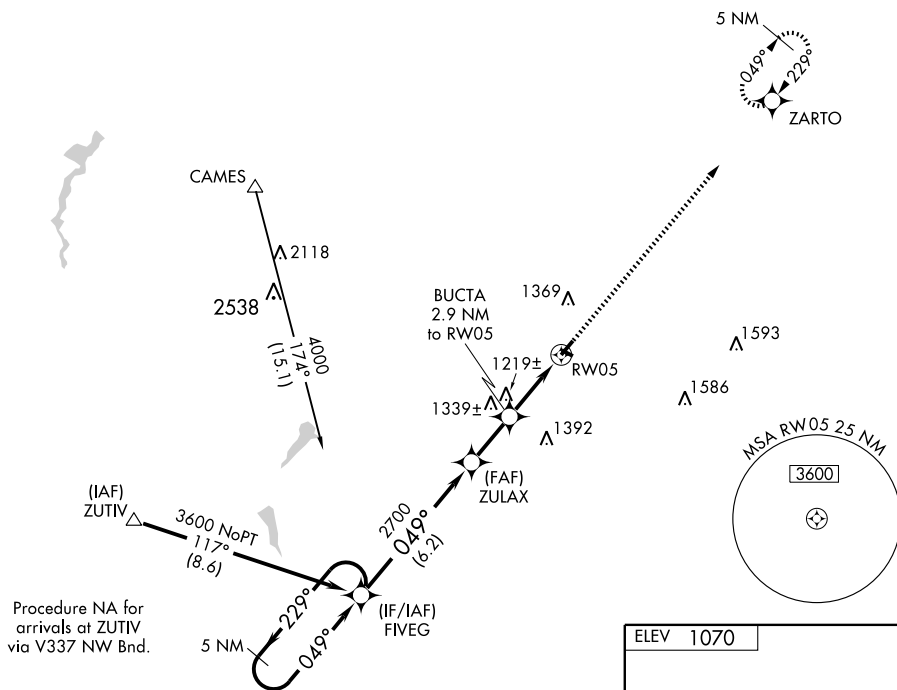 5 NM
049°
229°
ZARTO
CAMES
2118
2538
4000
174°
(15.1)
BUCTA
2.9 NM
to RW05
1369
1219±
RW05
1593
1586
1339±
1392
MSA RW05 25 NM
3600
(FAF)
ZULAX
(IAF)
ZUTIV
3600 NoPT
117°
(8.6)
2700
049°
(6.2)
(IF/IAF)
FIVEG
229°
049°
5 NM
Procedure NA for
arrivals at ZUTIV
via V337 NW Bnd.
ELEV 1070